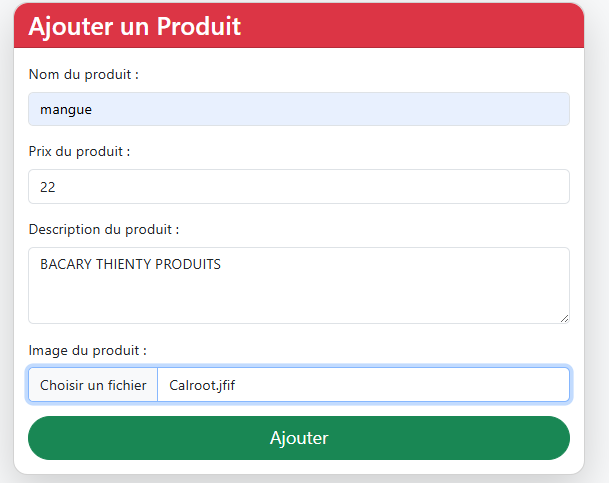 Ajouter un Produit
Nom du produit :
mangue
Prix du produit :
22
Description du produit :
BACARY THIENTY PRODUITS
Image du produit :
Choisir un fichier Calroot.jfif
Ajouter